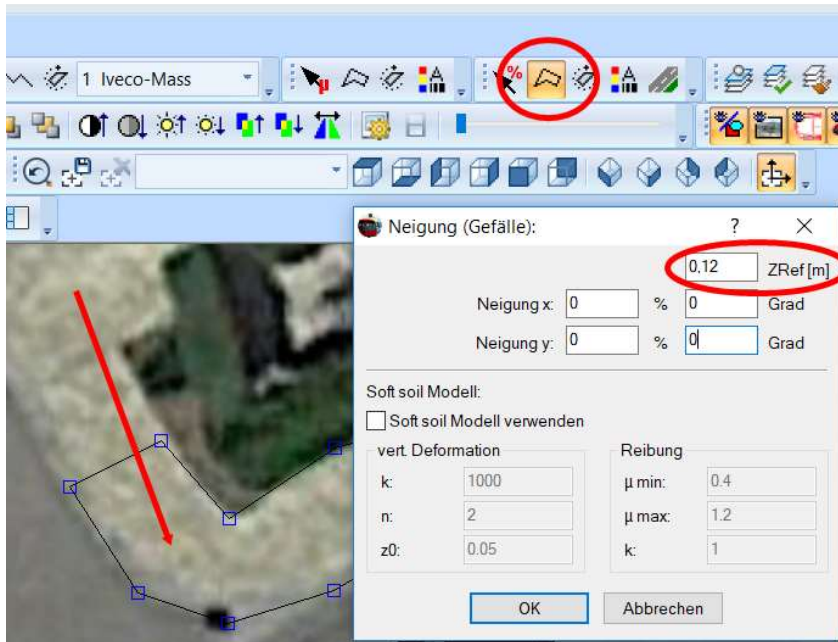 1 Iveco-Mass
Neigung (Gefälle): ?
0,12 ZRef [m]
Neigung x: 0 % 0 Grad
Neigung y: 0 % 0 Grad
Soft soil Modell:
Soft soil Modell verwenden
vert. Deformation
k: 1000
n: 2
z0: 0.05
Reibung
µ min: 0.4
µ max: 1.2
k: 1
OK Abbrechen